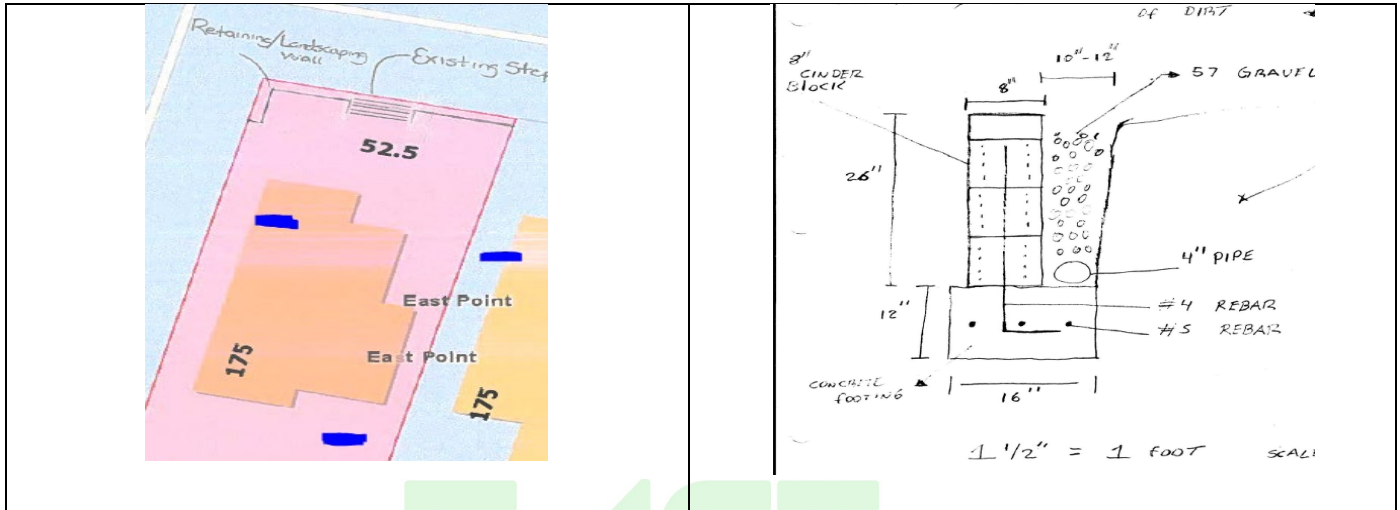 Retaining/Landscaping
Wall
Existing Step
52.5
East Point
East Point
175
175
of DIRT
10"-12"
8"
CINDER
BLOCK
8"
57 GRAVEL
26"
4" PIPE
#4 REBAR
12"
#5 REBAR
CONCRETE
FOOTING
16"
1 1/2" = 1 FOOT SCAL